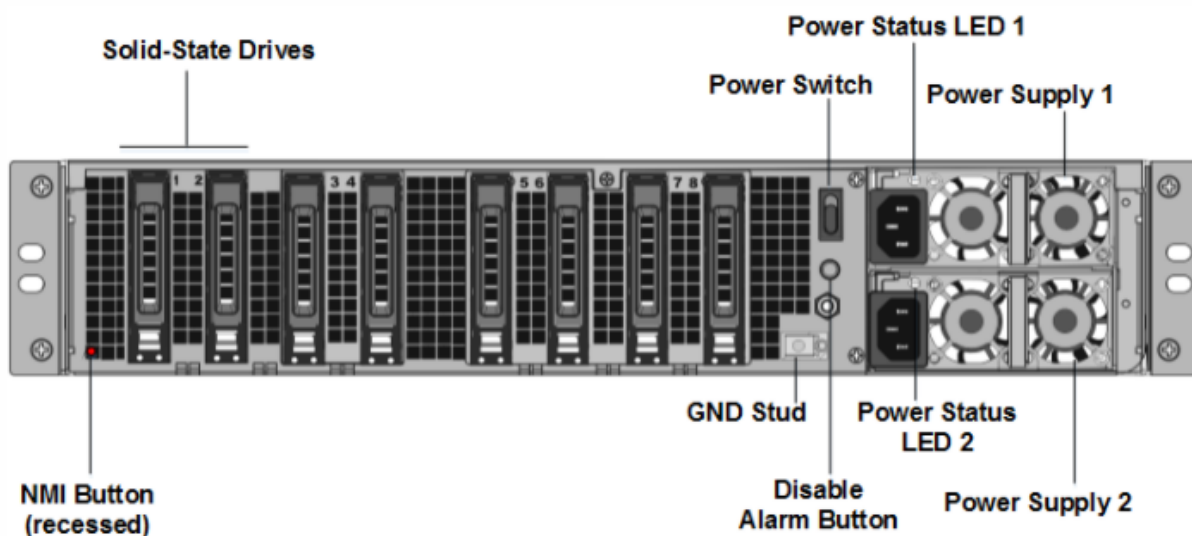 Power Status LED 1
Solid-State Drives
Power Switch
Power Supply 1
1 2 3 4 5 6 7 8
GND Stud
Power Status
LED 2
NMI Button
(recessed)
Disable
Alarm Button
Power Supply 2